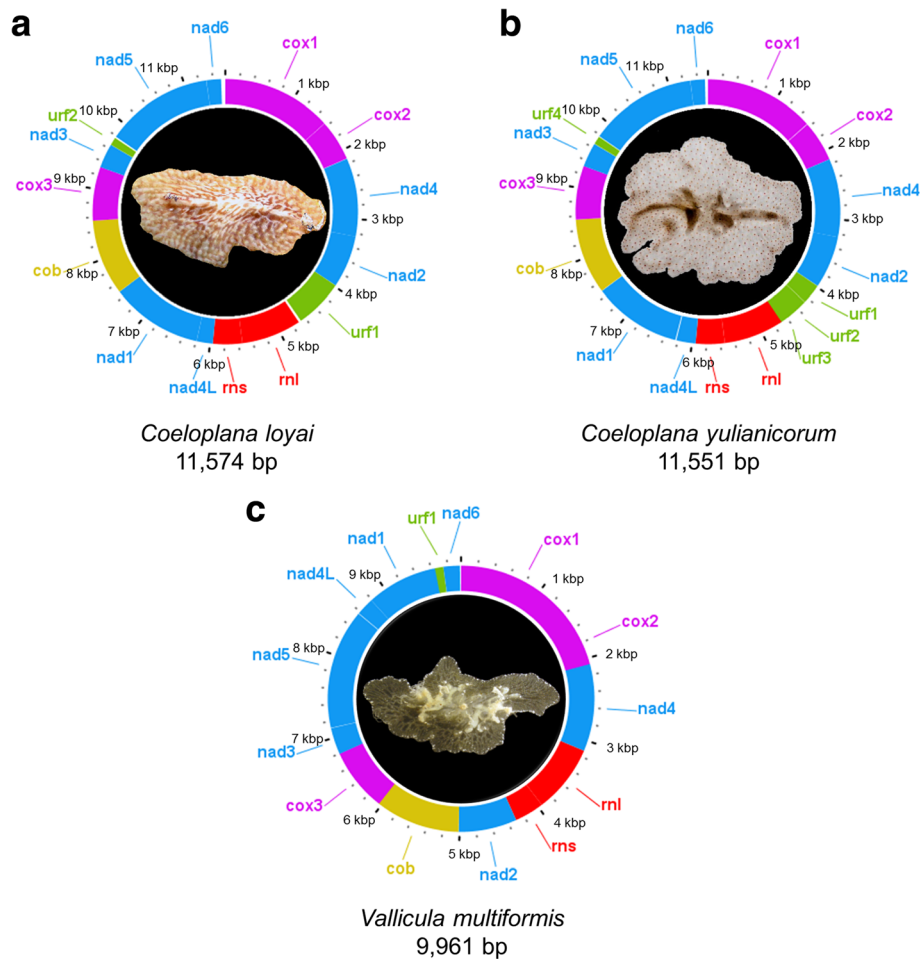 a
nad6
cox1
nad5
11 kbp
1 kbp
10 kbp
cox2
urf2
2 kbp
nad3
9 kbp
cox3
nad4
3 kbp
cob
8 kbp
nad2
4 kbp
7 kbp
urf1
nad1
5 kbp
6 kbp
nad4L
rns
rnl
Coeloplana loyai
11,574 bp
b
nad6
cox1
nad5
11 kbp
1 kbp
10 kbp
cox2
urf4
2 kbp
nad3
9 kbp
cox3
nad4
3 kbp
cob
8 kbp
nad2
4 kbp
urf1
7 kbp
urf2
nad1
5 kbp
urf3
6 kbp
nad4L
rns
rnl
Coeloplana yulianicorum
11,551 bp
c
urf1
nad6
nad1
cox1
nad4L
9 kbp
1 kbp
cox2
nad5
8 kbp
2 kbp
nad4
7 kbp
nad3
3 kbp
cox3
rnl
6 kbp
4 kbp
5 kbp
rns
cob
nad2
Vallicula multiformis
9,961 bp